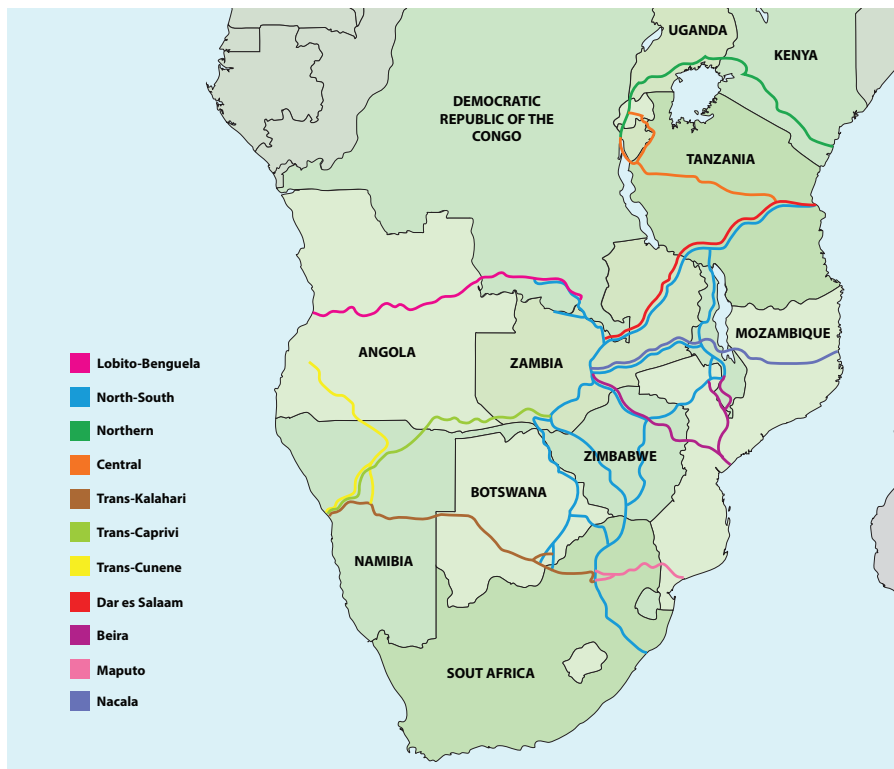 UGANDA
KENYA
DEMOCRATIC
REPUBLIC OF THE
CONGO
TANZANIA
MOZAMBIQUE
ANGOLA
ZAMBIA
ZIMBABWE
BOTSWANA
NAMIBIA
SOUT AFRICA
Lobito-Benguela
North-South
Northern
Central
Trans-Kalahari
Trans-Caprivi
Trans-Cunene
Dar es Salaam
Beira
Maputo
Nacala